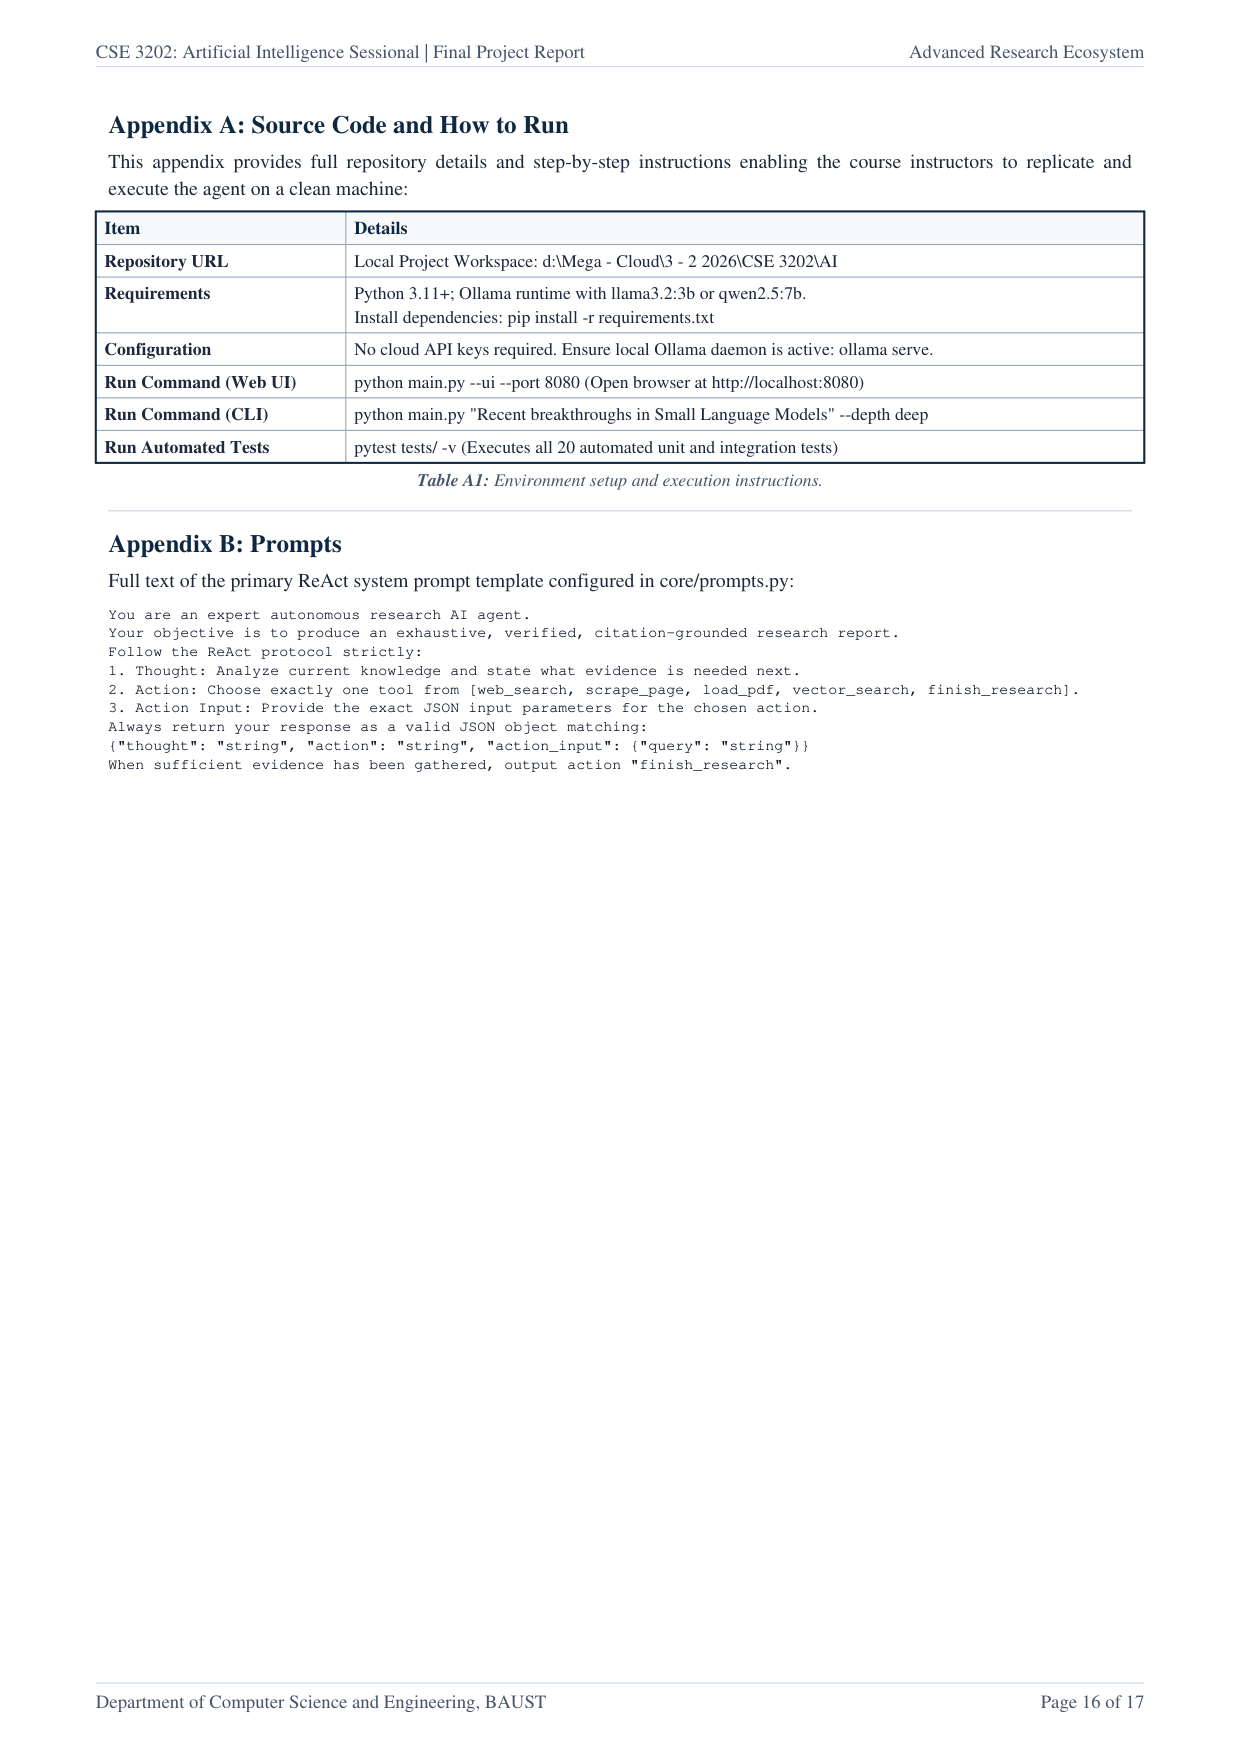 CSE 3202: Artificial Intelligence Sessional | Final Project Report Advanced Research Ecosystem
Appendix A: Source Code and How to Run
This appendix provides full repository details and step-by-step instructions enabling the course instructors to replicate and
execute the agent on a clean machine:
Item Details
Repository URL Local Project Workspace: d:\Mega - Cloud\3 - 2 2026\CSE 3202\AI
Requirements Python 3.11+; Ollama runtime with llama3.2:3b or qwen2.5:7b.
Install dependencies: pip install -r requirements.txt
Configuration No cloud API keys required. Ensure local Ollama daemon is active: ollama serve.
Run Command (Web UI) python main.py --ui --port 8080 (Open browser at http://localhost:8080)
Run Command (CLI) python main.py "Recent breakthroughs in Small Language Models" --depth deep
Run Automated Tests pytest tests/ -v (Executes all 20 automated unit and integration tests)
Table A1: Environment setup and execution instructions.
Appendix B: Prompts
Full text of the primary ReAct system prompt template configured in core/prompts.py:
You are an expert autonomous research AI agent.
Your objective is to produce an exhaustive, verified, citation-grounded research report.
Follow the ReAct protocol strictly:
1. Thought: Analyze current knowledge and state what evidence is needed next.
2. Action: Choose exactly one tool from [web_search, scrape_page, load_pdf, vector_search, finish_research].
3. Action Input: Provide the exact JSON input parameters for the chosen action.
Always return your response as a valid JSON object matching:
{"thought": "string", "action": "string", "action_input": {"query": "string"}}
When sufficient evidence has been gathered, output action "finish_research".
Department of Computer Science and Engineering, BAUST Page 16 of 17